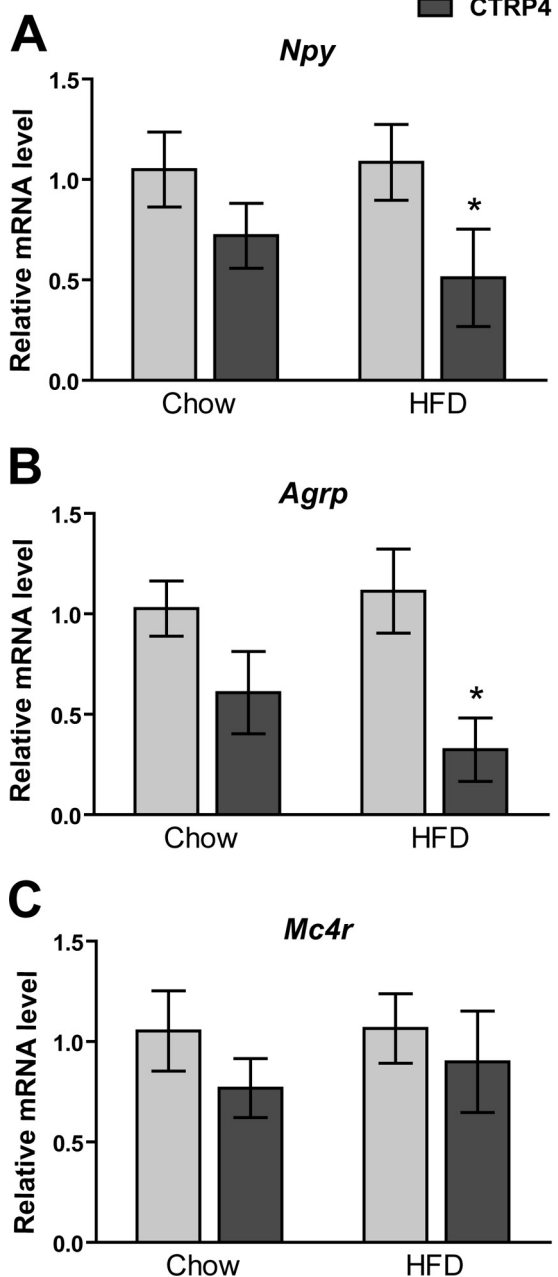 CTRP4
A
Npy
Relative mRNA level
1.5
1.0
0.5
0.0
*
Chow HFD
B
Agrp
Relative mRNA level
1.5
1.0
0.5
0.0
*
Chow HFD
C
Mc4r
Relative mRNA level
1.5
1.0
0.5
0.0
Chow HFD